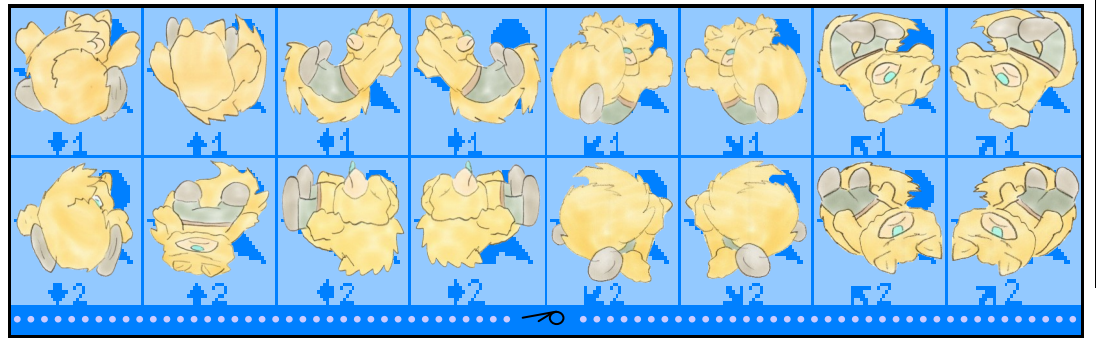 🡇1 🡅1 🡄1 🡆1 🡧1 🡦1 🡤1 🡥1
🡇2 🡅2 🡄2 🡆2 🡧2 🡦2 🡤2 🡥2